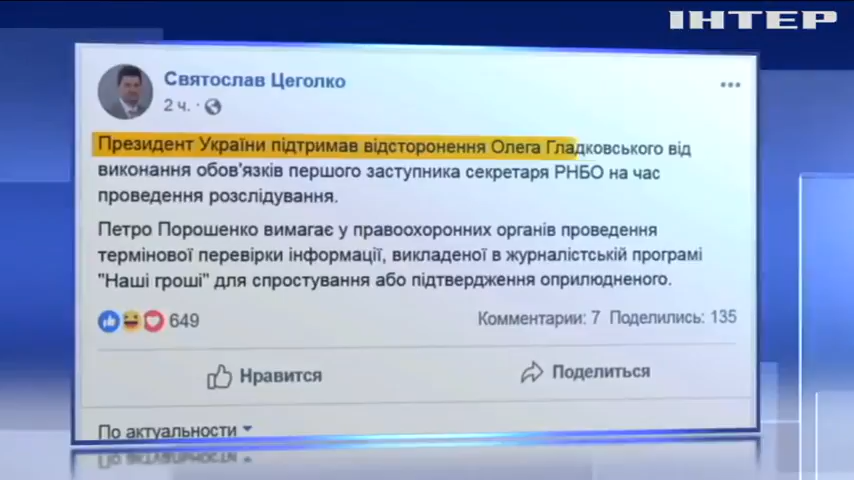 ІНТЕР
Святослав Цеголко
2 ч. ·
Президент України підтримав відсторонення Олега Гладковського від
виконання обов'язків першого заступника секретаря РНБО на час
проведення розслідування.
Петро Порошенко вимагає у правоохоронних органів проведення
термінової перевірки інформації, викладеної в журналістській програмі
"Наші гроші" для спростування або підтвердження оприлюдненого.
649
Комментарии: 7 Поделились: 135
Нравится
Поделиться
По актуальности